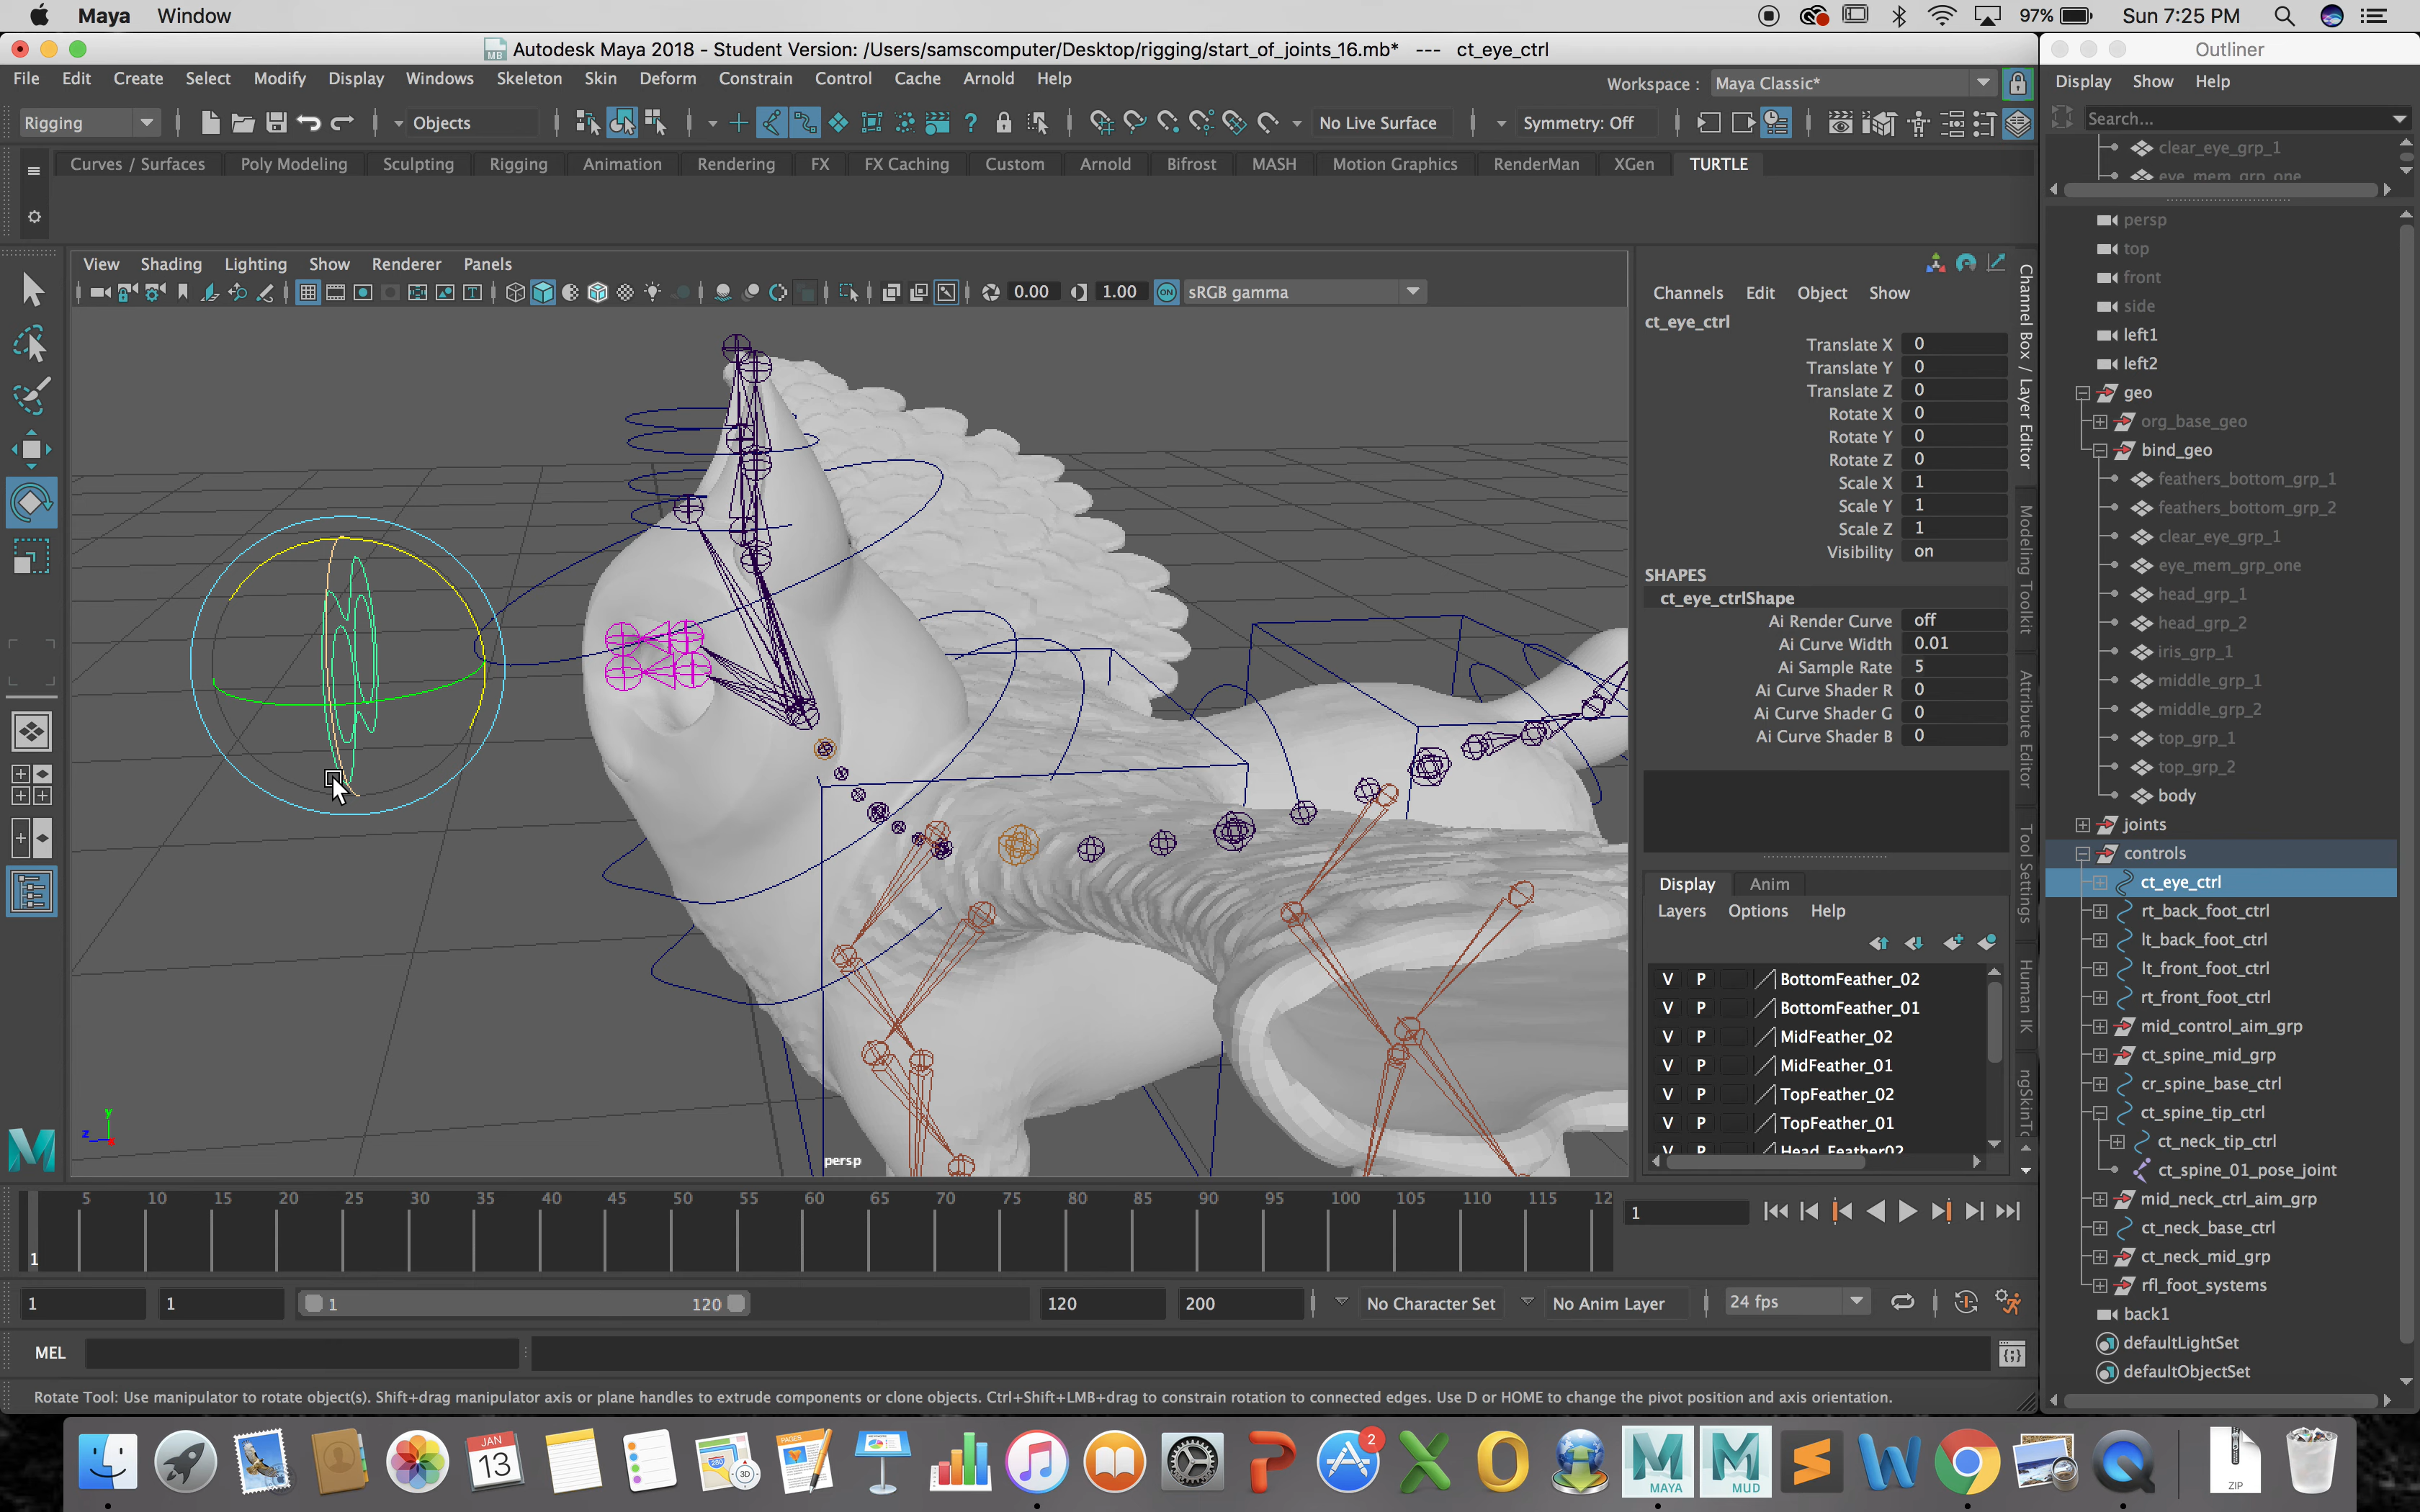 Maya Window
97% Sun 7:25 PM
Autodesk Maya 2018 - Student Version: /Users/samscomputer/Desktop/rigging/start_of_joints_16.mb* --- ct_eye_ctrl
Outliner
File Edit Create Select Modify Display Windows Skeleton Skin Deform Constrain Control Cache Arnold Help
Workspace : Maya Classic*
Display Show Help
Rigging
Objects
No Live Surface
Symmetry: Off
Search...
Curves / Surfaces Poly Modeling Sculpting Rigging Animation Rendering FX FX Caching Custom Arnold Bifrost MASH Motion Graphics RenderMan XGen TURTLE
clear_eye_grp_1
eye_mem_grp_one
View Shading Lighting Show Renderer Panels
0.00 1.00 ON sRGB gamma
Channels Edit Object Show
ct_eye_ctrl
Translate X 0
Translate Y 0
Translate Z 0
Rotate X 0
Rotate Y 0
Rotate Z 0
Scale X 1
Scale Y 1
Scale Z 1
Visibility on
SHAPES
ct_eye_ctrlShape
Ai Render Curve off
Ai Curve Width 0.01
Ai Sample Rate 5
Ai Curve Shader R 0
Ai Curve Shader G 0
Ai Curve Shader B 0
Display Anim
Layers Options Help
V P BottomFeather_02
V P BottomFeather_01
V P MidFeather_02
V P MidFeather_01
V P TopFeather_02
V P TopFeather_01
V P Head_Feather02
Channel Box / Layer Editor
Modeling Toolkit
Attribute Editor
Tool Settings
Human IK
persp
top
front
side
left1
left2
geo
org_base_geo
bind_geo
feathers_bottom_grp_1
feathers_bottom_grp_2
clear_eye_grp_1
eye_mem_grp_one
head_grp_1
head_grp_2
iris_grp_1
middle_grp_1
middle_grp_2
top_grp_1
top_grp_2
body
joints
controls
ct_eye_ctrl
rt_back_foot_ctrl
lt_back_foot_ctrl
lt_front_foot_ctrl
rt_front_foot_ctrl
mid_control_aim_grp
ct_spine_mid_grp
cr_spine_base_ctrl
ct_spine_tip_ctrl
ct_neck_tip_ctrl
ct_spine_01_pose_joint
mid_neck_ctrl_aim_grp
ct_neck_base_ctrl
ct_neck_mid_grp
rfl_foot_systems
back1
defaultLightSet
defaultObjectSet
y
z x
persp
5 10 15 20 25 30 35 40 45 50 55 60 65 70 75 80 85 90 95 100 105 110 115 12
1
1
1 1 1 120 120 200 No Character Set No Anim Layer 24 fps
MEL
Rotate Tool: Use manipulator to rotate object(s). Shift+drag manipulator axis or plane handles to extrude components or clone objects. Ctrl+Shift+LMB+drag to constrain rotation to connected edges. Use D or HOME to change the pivot position and axis orientation.
JAN
13
PAGES
280
3D
2
MAYA
MUD
ZIP